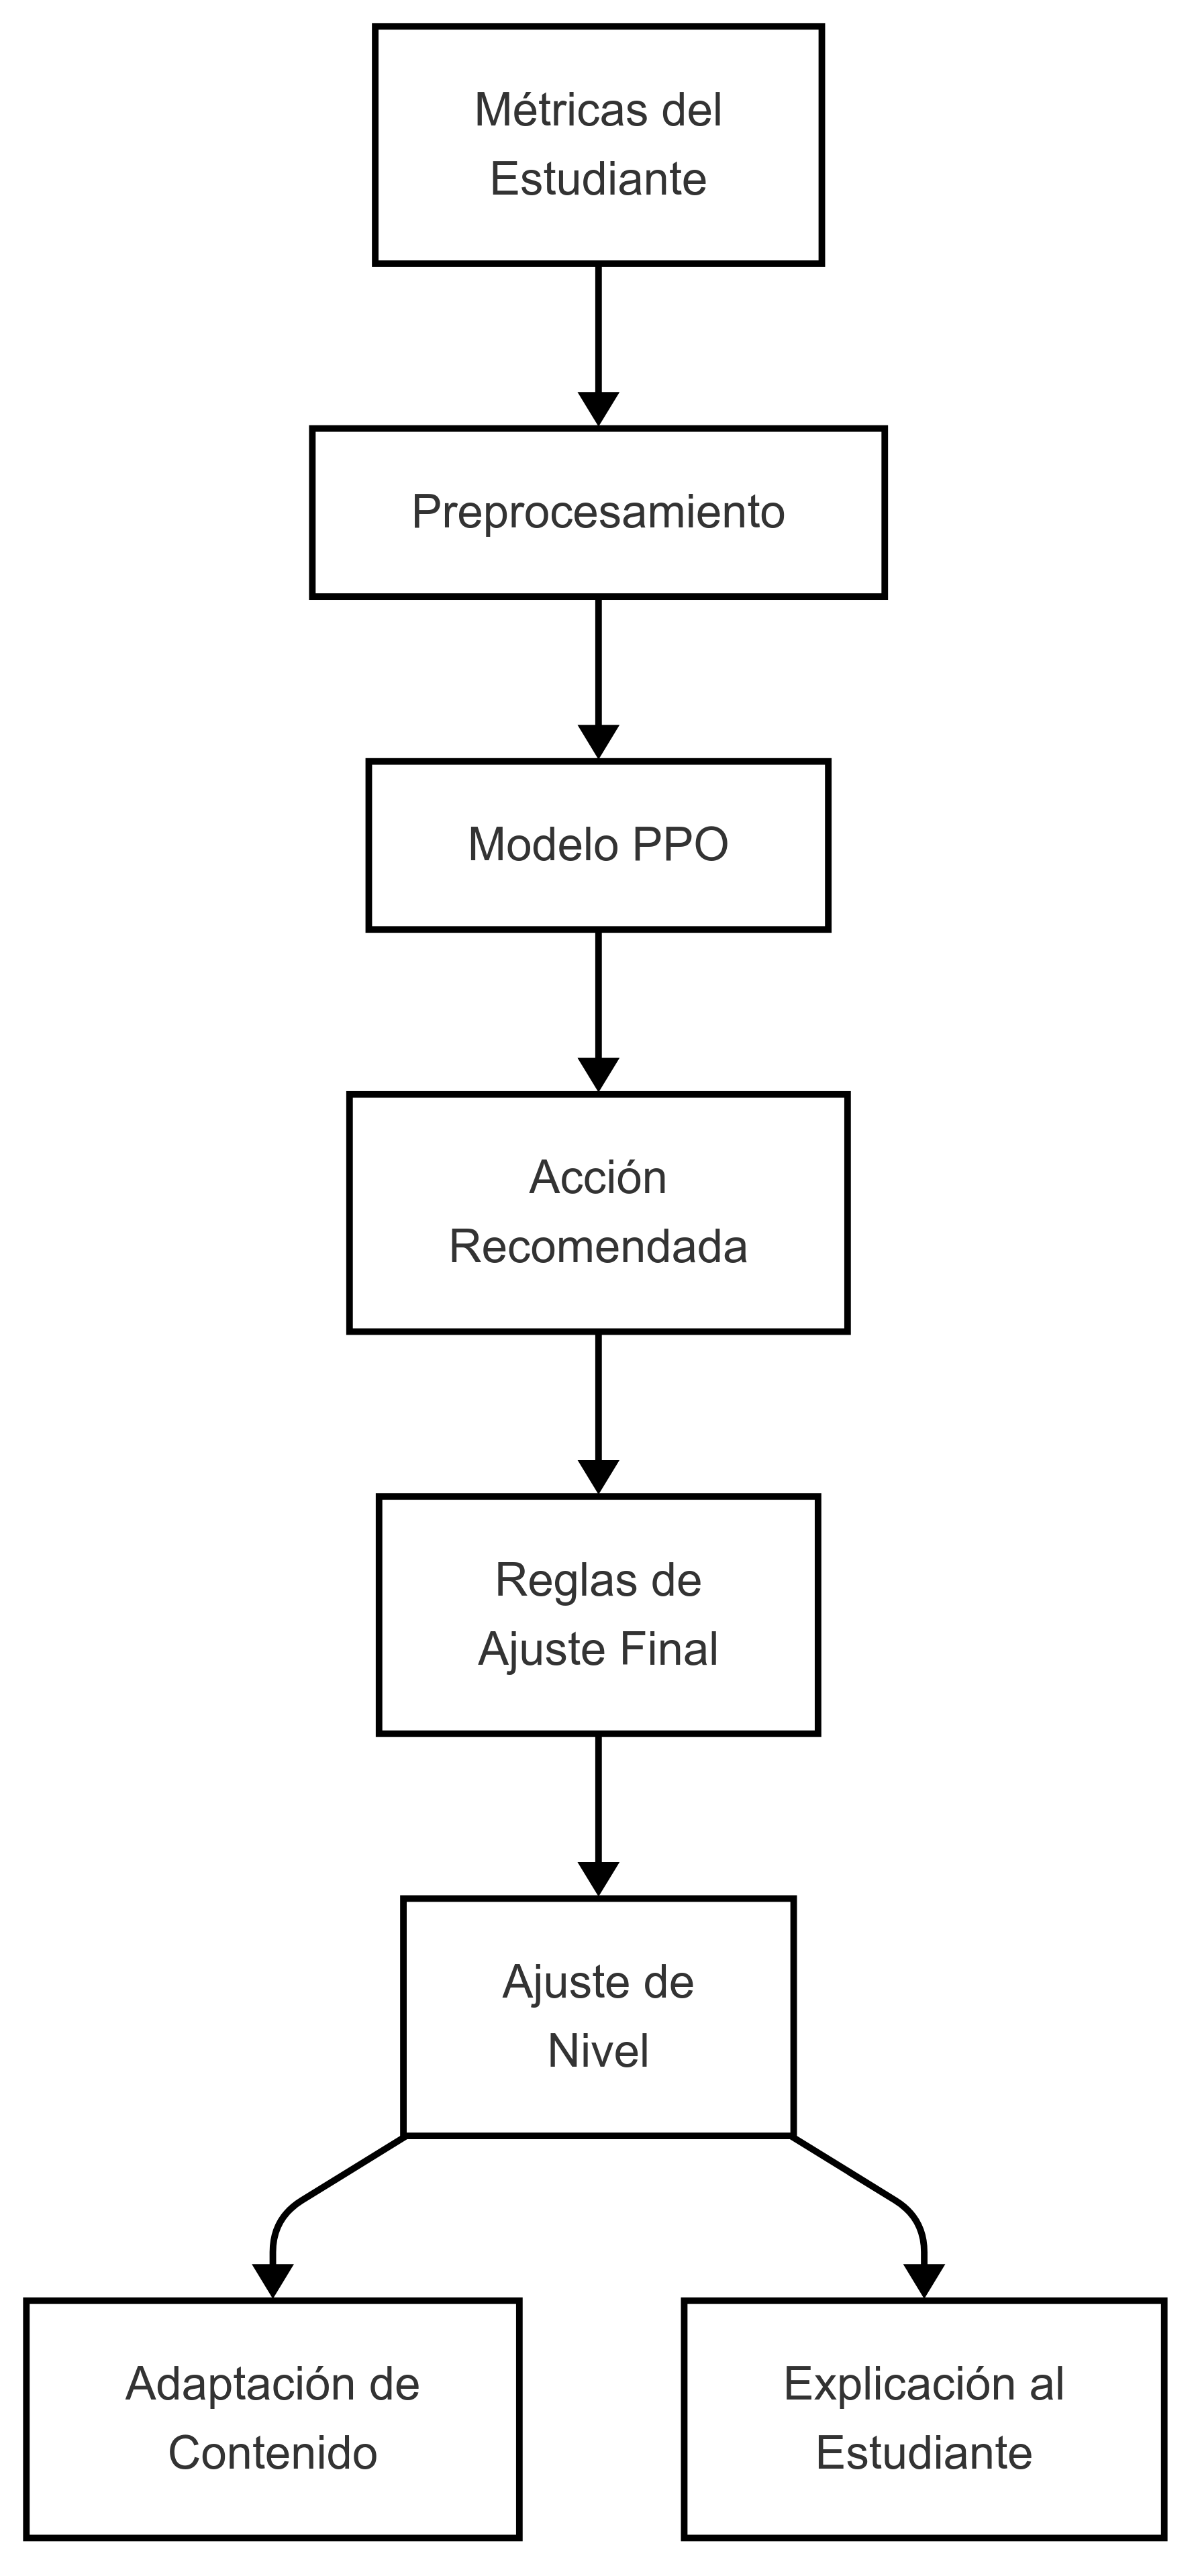 Métricas del
Estudiante
Preprocesamiento
Modelo PPO
Acción
Recomendada
Reglas de
Ajuste Final
Ajuste de
Nivel
Adaptación de
Contenido
Explicación al
Estudiante